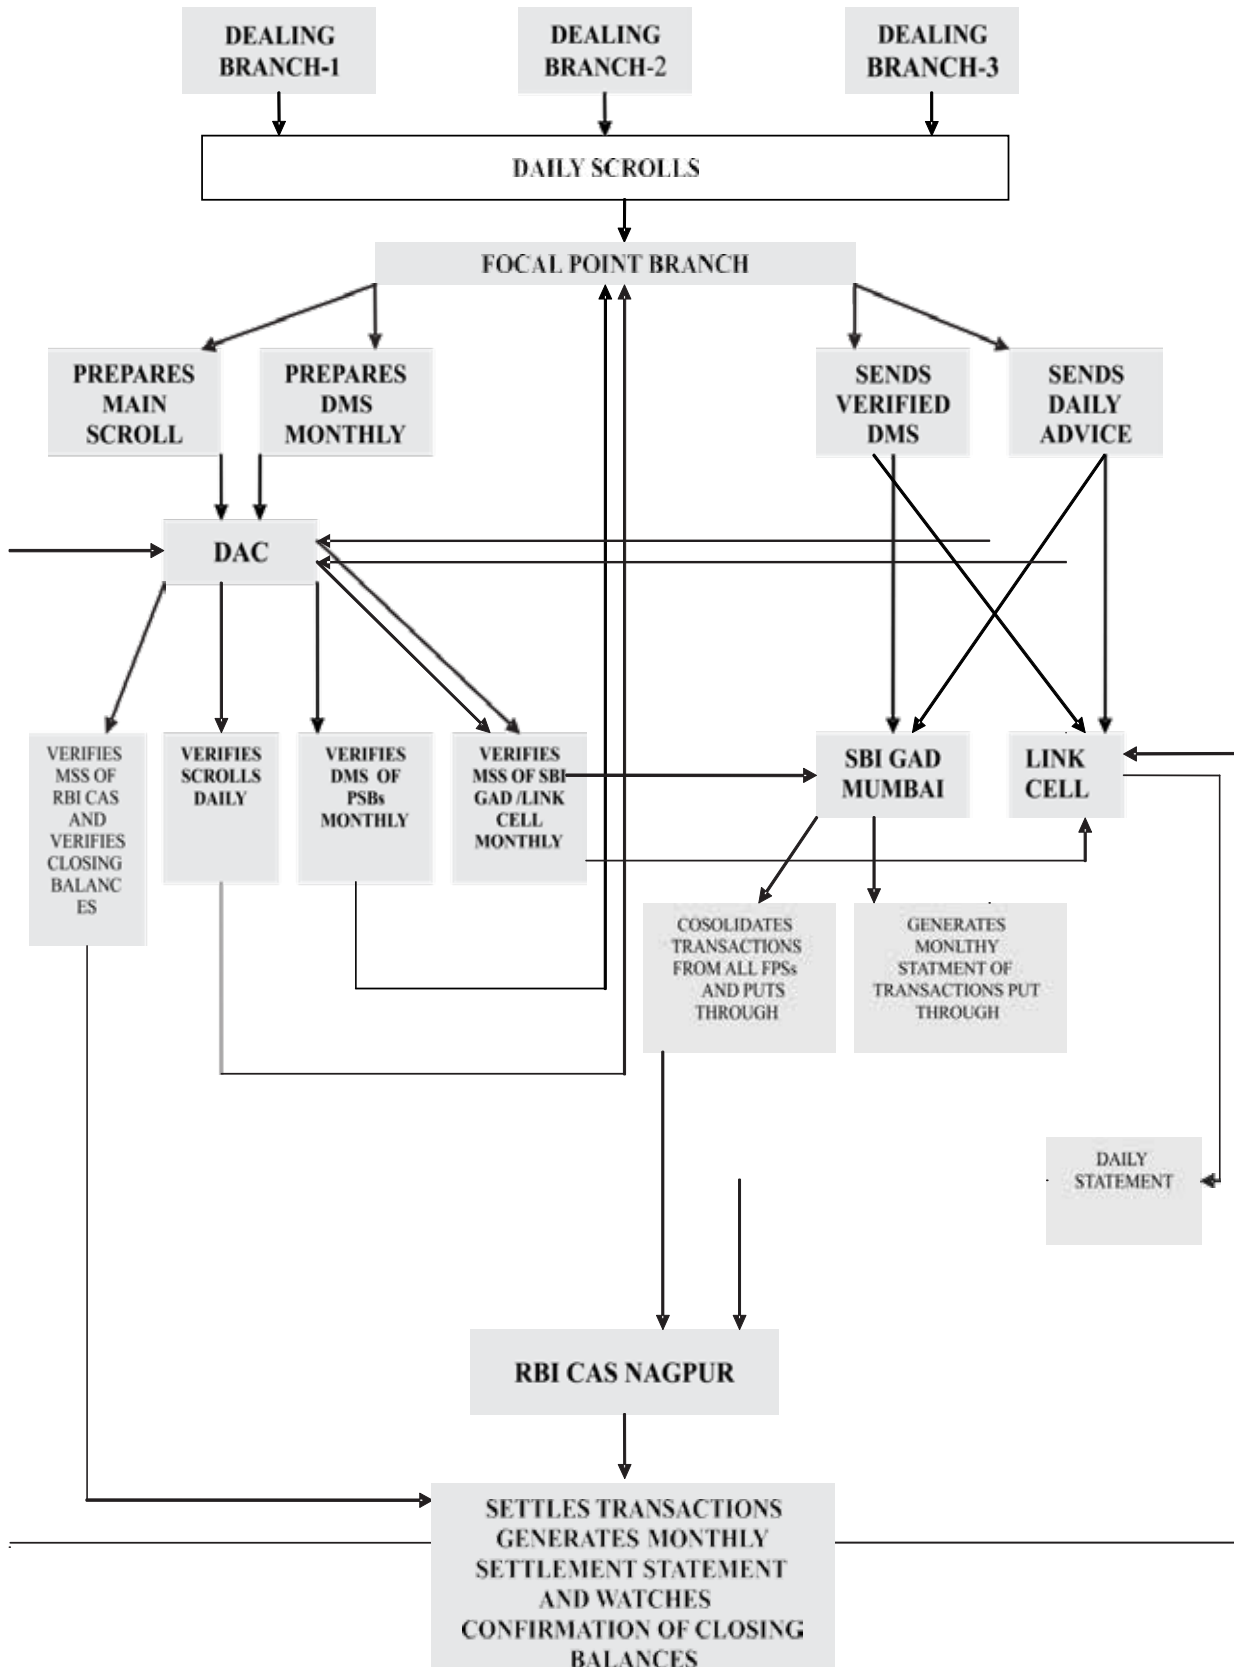 DEALING
BRANCH-1
DEALING
BRANCH-2
DEALING
BRANCH-3
DAILY SCROLLS
FOCAL POINT BRANCH
PREPARES
MAIN
SCROLL
PREPARES
DMS
MONTHLY
SENDS
VERIFIED
DMS
SENDS
DAILY
ADVICE
DAC
VERIFIES
MSS OF
RBI CAS
AND
VERIFIES
CLOSING
BALANC
ES
VERIFIES
SCROLLS
DAILY
VERIFIES
DMS OF
PSBs
MONTHLY
VERIFIES
MSS OF SBI
GAD /LINK
CELL
MONTHLY
SBI GAD
MUMBAI
LINK
CELL
COSOLIDATES
TRANSACTIONS
FROM ALL FPSs
AND PUTS
THROUGH
GENERATES
MONLTHY
STATMENT OF
TRANSACTIONS PUT
THROUGH
DAILY
STATEMENT
RBI CAS NAGPUR
SETTLES TRANSACTIONS
GENERATES MONTHLY
SETTLEMENT STATEMENT
AND WATCHES
CONFIRMATION OF CLOSING
BALANCES